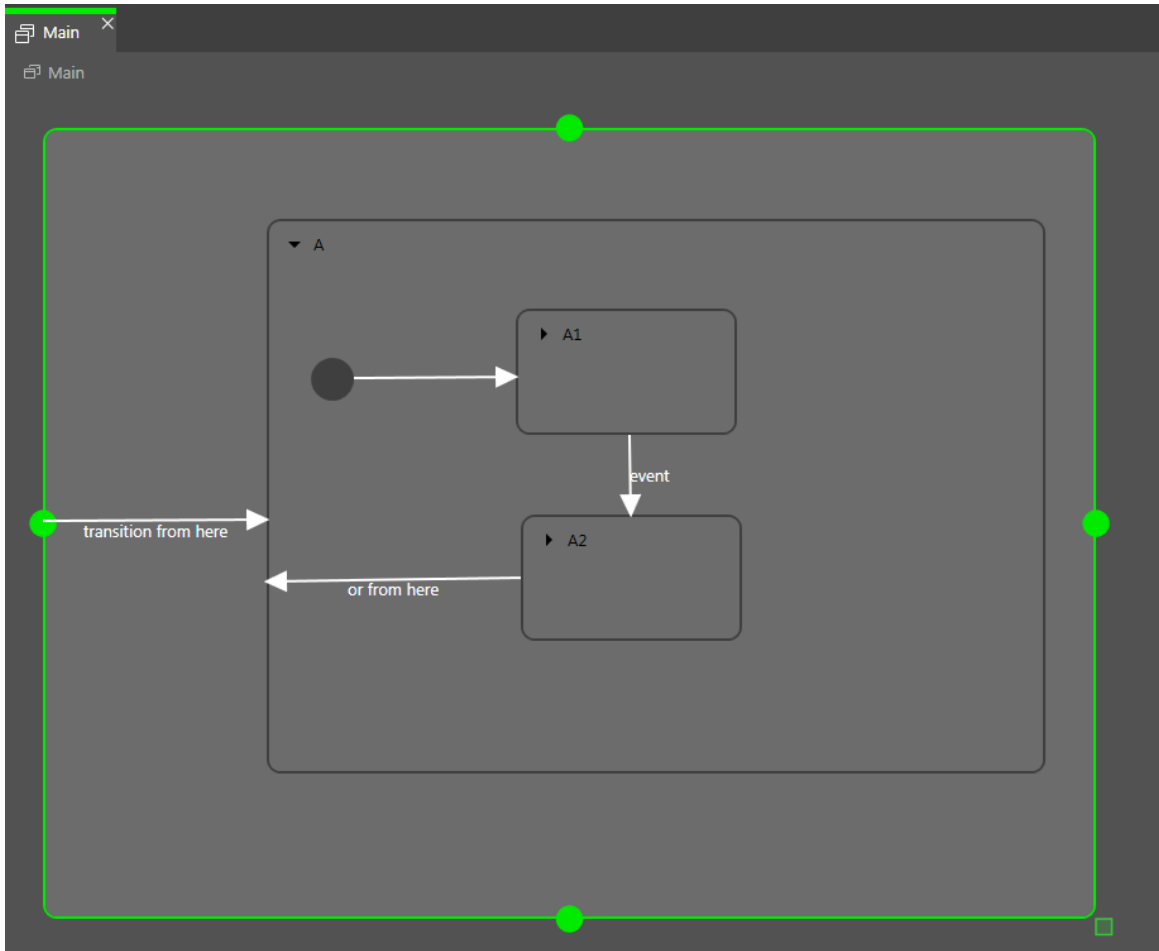 Main
Main
A
A1
event
transition from here
A2
or from here